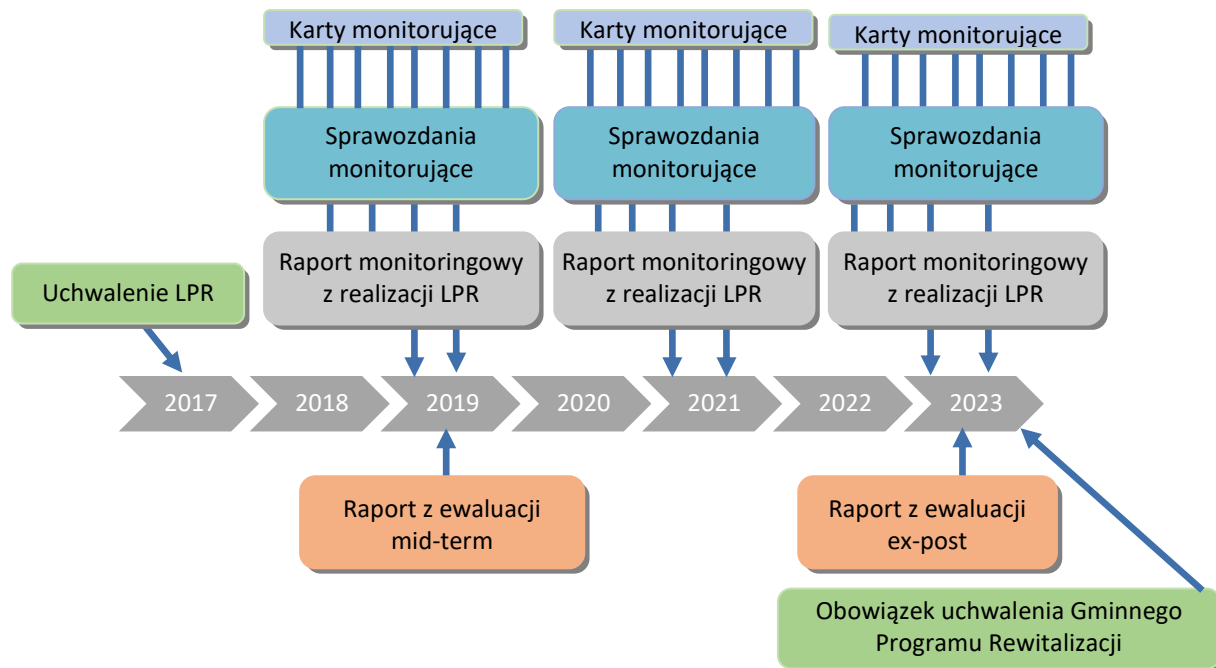 Karty monitorujące
Karty monitorujące
Karty monitorujące
Sprawozdania
monitorujące
Sprawozdania
monitorujące
Sprawozdania
monitorujące
Raport monitoringowy
z realizacji LPR
Raport monitoringowy
z realizacji LPR
Raport monitoringowy
z realizacji LPR
Uchwalenie LPR
2017
2018
2019
2020
2021
2022
2023
Raport z ewaluacji
mid-term
Raport z ewaluacji
ex-post
Obowiązek uchwalenia Gminnego
Programu Rewitalizacji